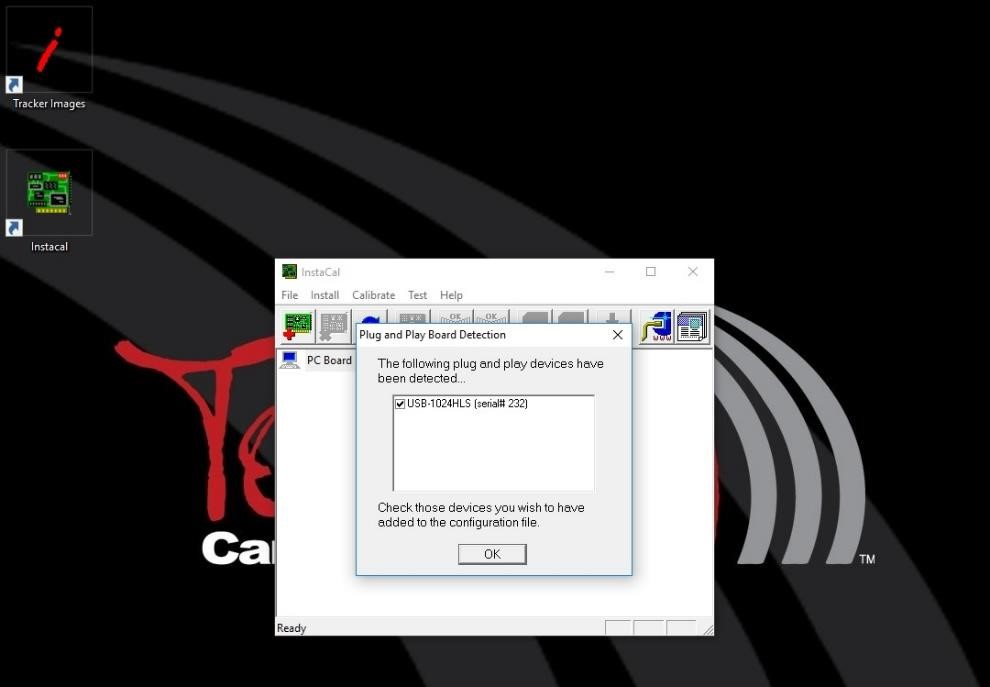 Tracker Images
Instacal
InstaCal
File Install Calibrate Test Help
OK OK
Plug and Play Board Detection
PC Board
The following plug and play devices have
been detected...
USB-1024HLS (serial# 232)
Check those devices you wish to have
added to the configuration file.
OK
Ca
TM
Ready